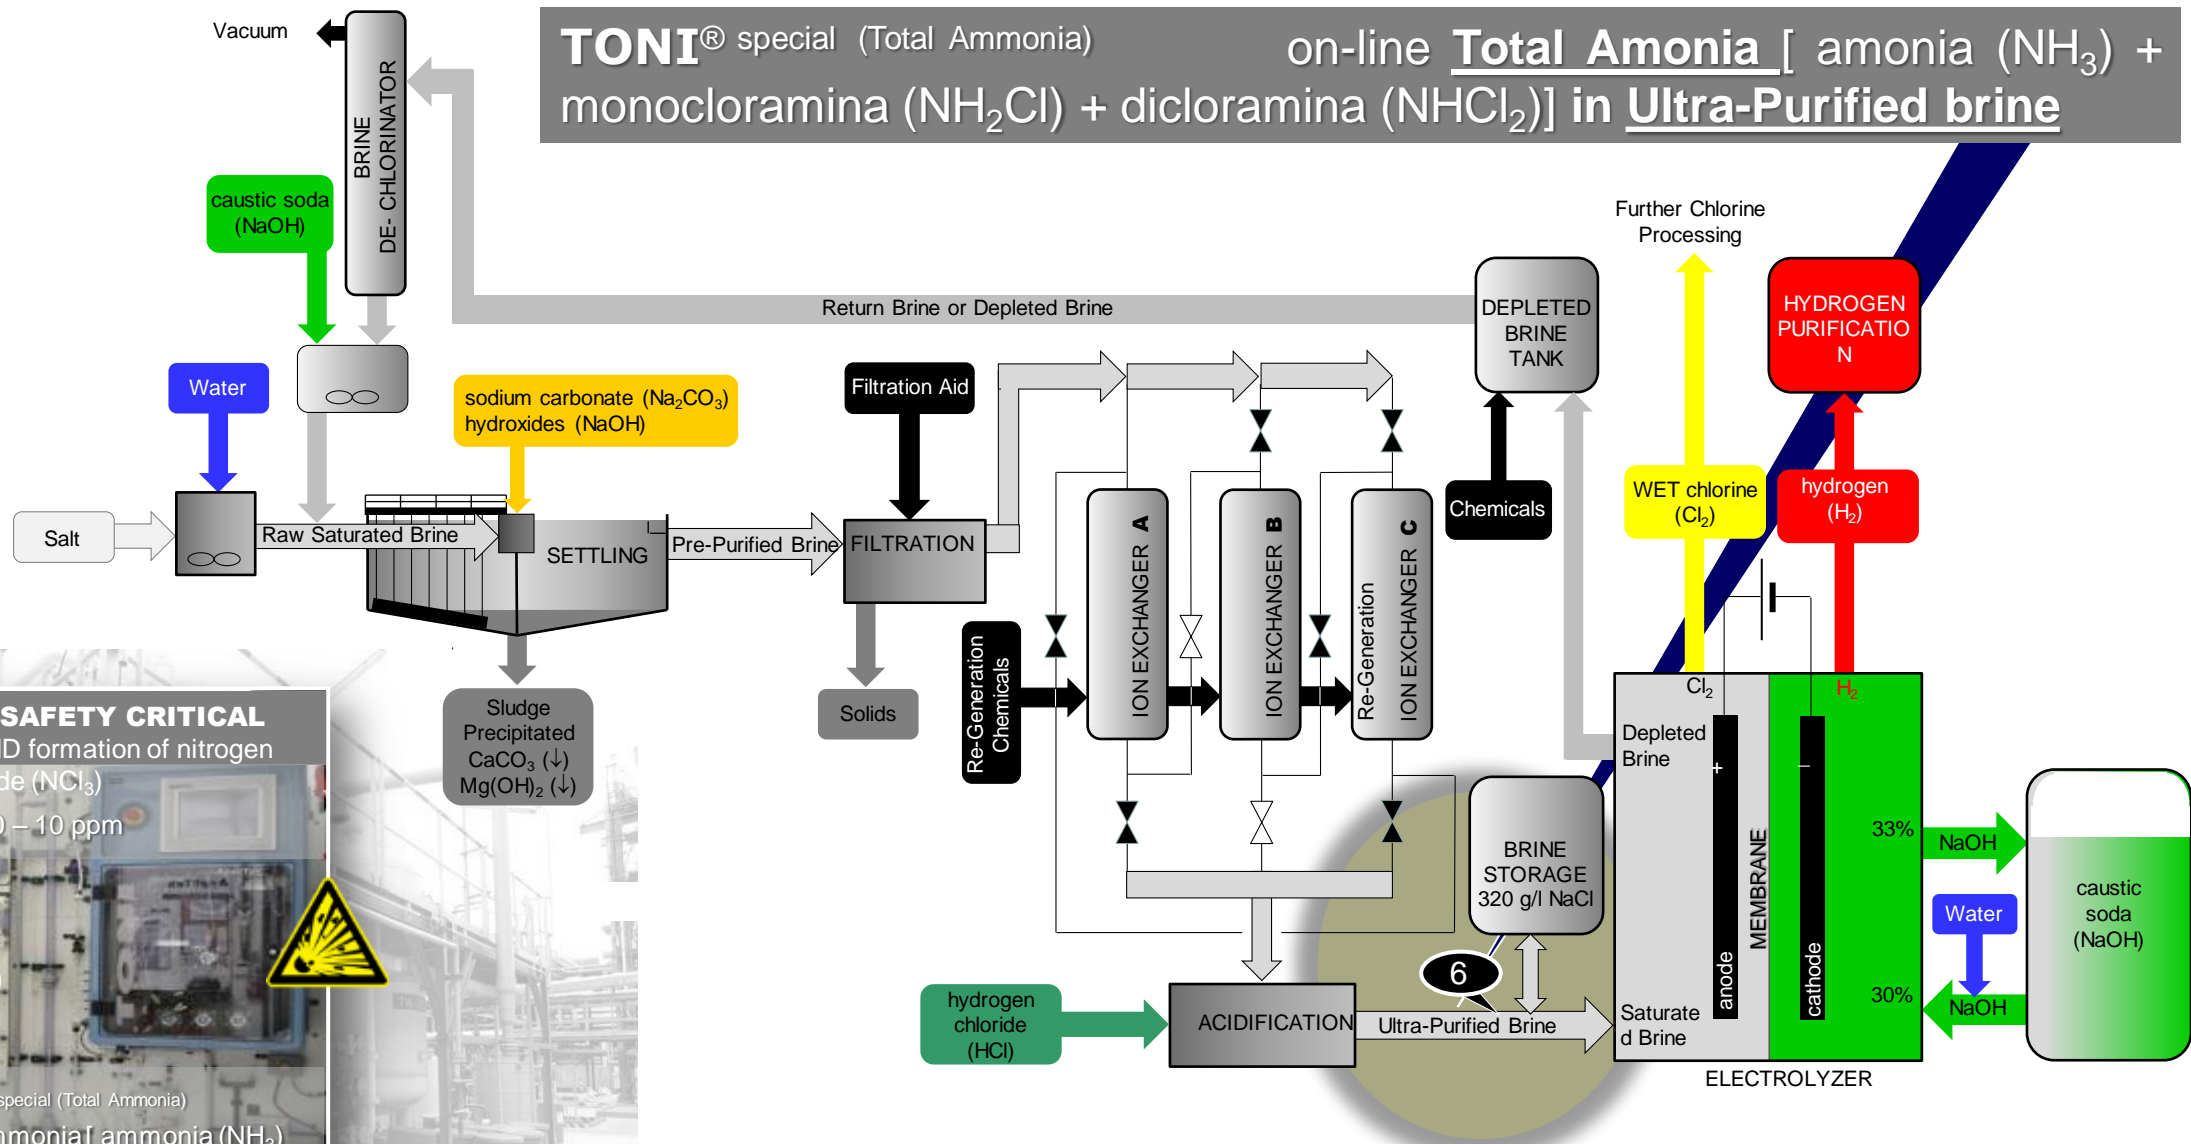 TONI® special (Total Ammonia) on-line Total Amonia [ amonia (NH₃) +
monocloramina (NH₂Cl) + dicloramina (NHCl₂)] in Ultra-Purified brine
Vacuum
BRINE
DE- CHLORINATOR
caustic soda
(NaOH)
Further Chlorine
Processing
Return Brine or Depleted Brine
DEPLETED
BRINE
TANK
HYDROGEN
PURIFICATIO
N
Water
sodium carbonate (Na₂CO₃)
hydroxides (NaOH)
Filtration Aid
Chemicals
WET chlorine
(Cl₂)
hydrogen
(H₂)
Salt
Raw Saturated Brine
SETTLING
Pre-Purified Brine
FILTRATION
ION EXCHANGER A
ION EXCHANGER B
Re-Generation
ION EXCHANGER C
Re-Generation
Chemicals
Sludge
Precipitated
CaCO₃ (↓)
Mg(OH)₂ (↓)
Solids
Cl₂
H₂
Depleted
Brine
+
–
MEMBRANE
anode
cathode
33%
NaOH
caustic
soda
(NaOH)
Water
30%
NaOH
BRINE
STORAGE
320 g/l NaCl
6
hydrogen
chloride
(HCl)
ACIDIFICATION
Ultra-Purified Brine
Saturate
d Brine
ELECTROLYZER
SAFETY CRITICAL
formation of nitrogen
(NCl₃)
– 10 ppm
special (Total Ammonia)
[ ammonia (NH₃)